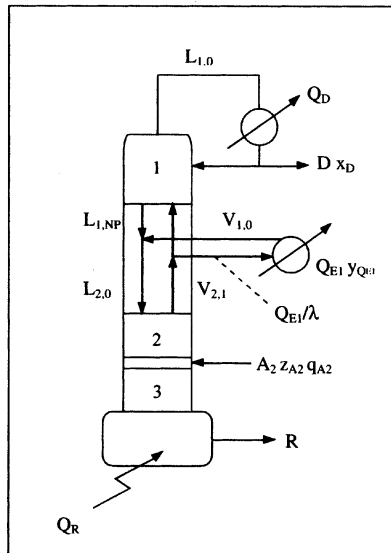 L1,0
QD
1
D xD
L1,NP
V1,0
QE1 yQE1
L2,0
V2,1
QE1/λ
2
A2 zA2 qA2
3
R
QR